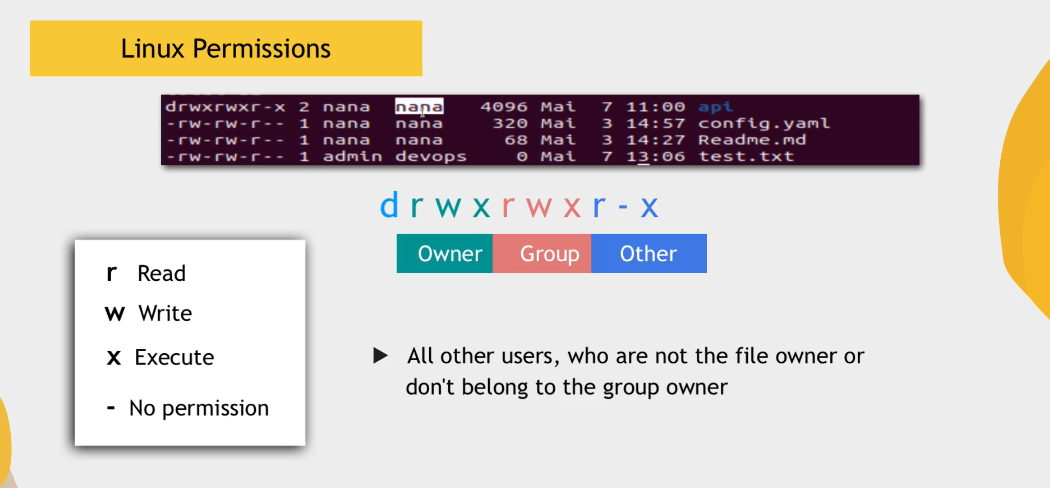 Linux Permissions
drwxrwxr-x 2 nana nana 4096 Mai 7 11:00 api
-rw-rw-r-- 1 nana nana 320 Mai 3 14:57 config.yaml
-rw-rw-r-- 1 nana nana 68 Mai 3 14:27 Readme.md
-rw-rw-r-- 1 admin devops 0 Mai 7 13:06 test.txt
d r w x r w x r - x
Owner Group Other
r Read
w Write
x Execute
- No permission
All other users, who are not the file owner or
don't belong to the group owner